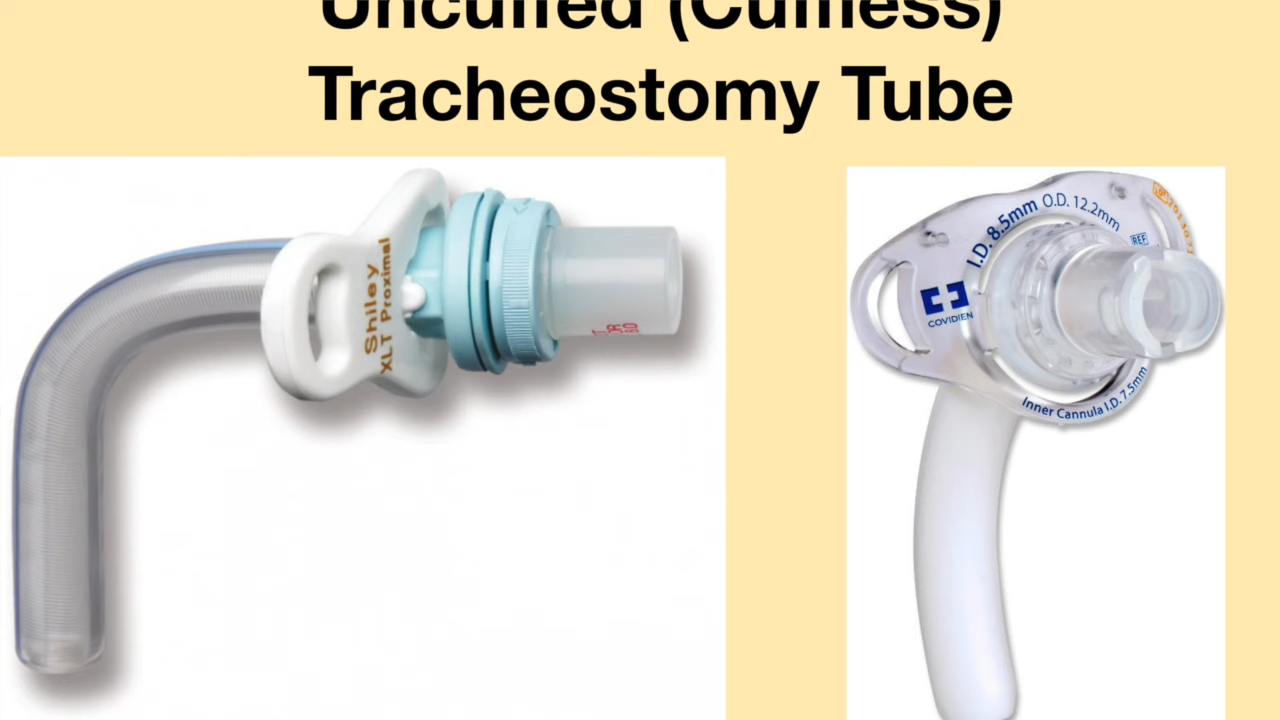 Uncuffed (Cuffless)
Tracheostomy Tube
Shiley
XLT Proximal
I.D. 8.5mm O.D. 12.2mm
REF
COVIDIEN
Inner Cannula I.D. 7.5mm